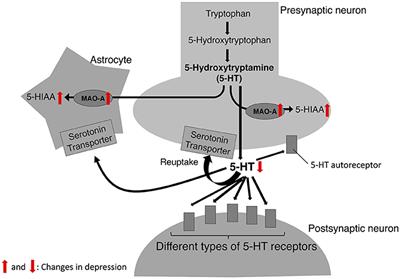 Presynaptic neuron
Tryptophan
5-Hydroxytryptophan
5-Hydroxytryptamine
(5-HT)
Astrocyte
5-HIAA
MAO-A
MAO-A
5-HIAA
Serotonin
Transporter
Serotonin
Transporter
Reuptake
5-HT
5-HT autoreceptor
Postsynaptic neuron
Different types of 5-HT receptors
and : Changes in depression